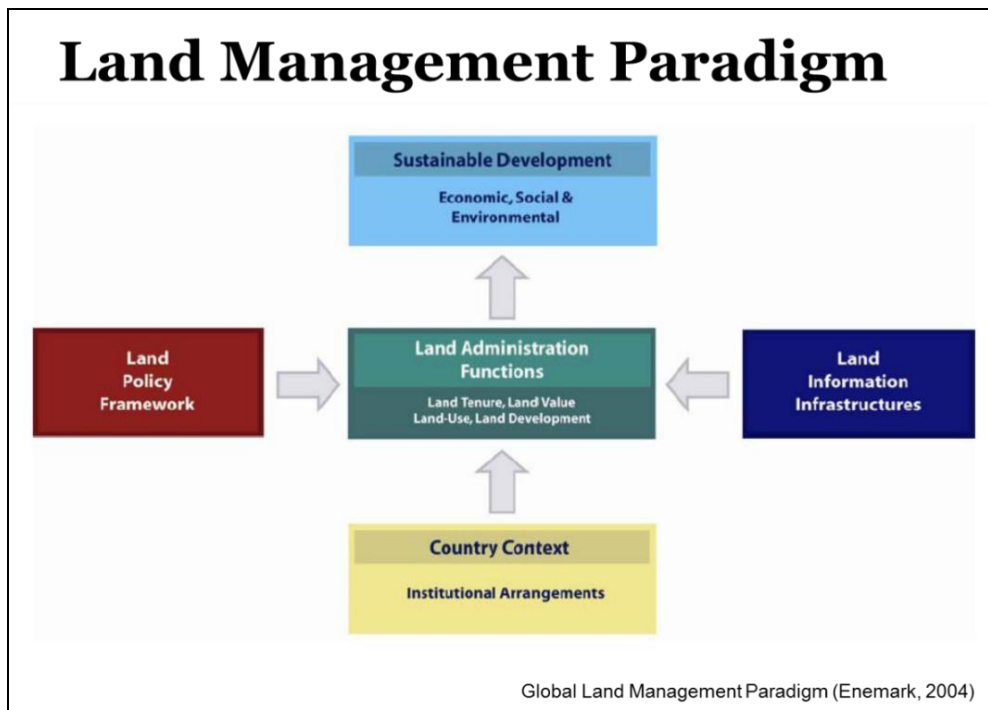 Land Management Paradigm
Sustainable Development
Economic, Social &
Environmental
Land
Policy
Framework
Land Administration
Functions
Land Tenure, Land Value
Land-Use, Land Development
Land
Information
Infrastructures
Country Context
Institutional Arrangements
Global Land Management Paradigm (Enemark, 2004)